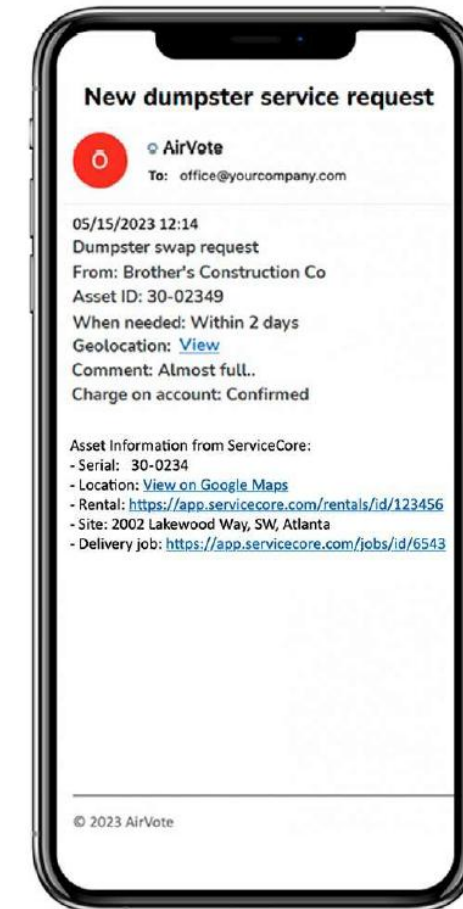 New dumpster service request
AirVote
To: office@yourcompany.com
05/15/2023 12:14
Dumpster swap request
From: Brother's Construction Co
Asset ID: 30-02349
When needed: Within 2 days
Geolocation: View
Comment: Almost full..
Charge on account: Confirmed
Asset Information from ServiceCore:
- Serial: 30-0234
- Location: View on Google Maps
- Rental: https://app.servicecore.com/rentals/id/123456
- Site: 2002 Lakewood Way, SW, Atlanta
- Delivery job: https://app.servicecore.com/jobs/id/6543
© 2023 AirVote